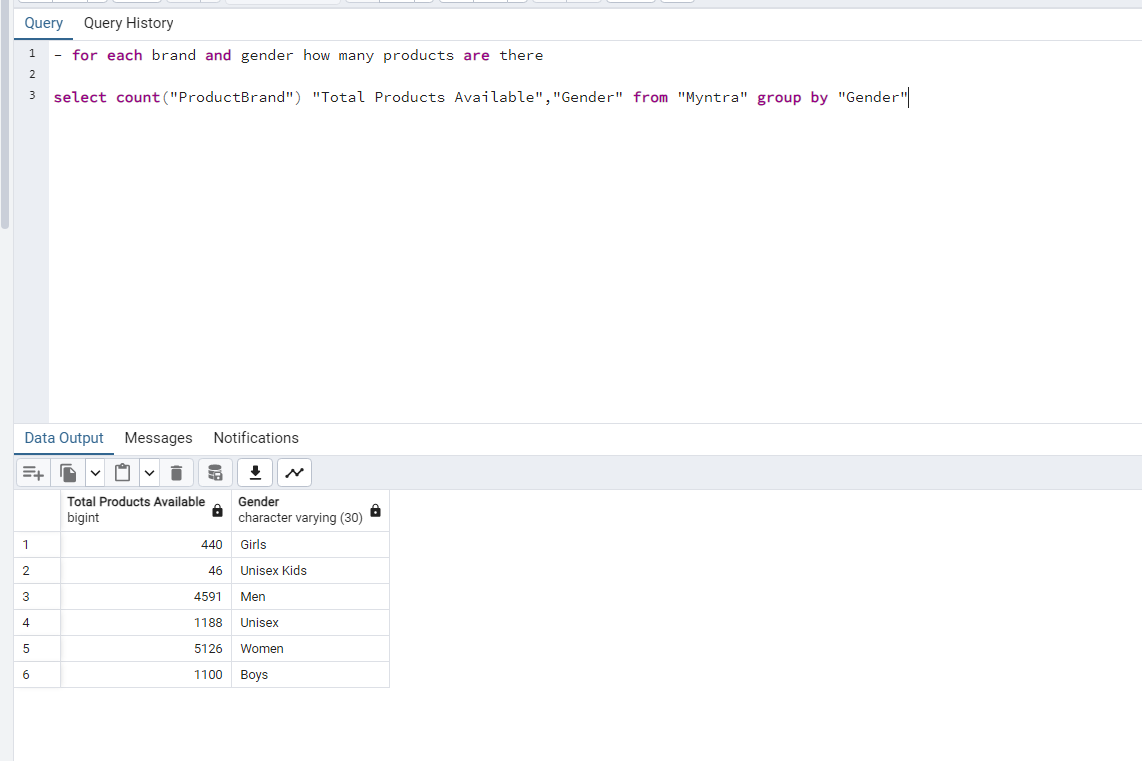 Query Query History
1 - for each brand and gender how many products are there
2
3 select count("ProductBrand") "Total Products Available","Gender" from "Myntra" group by "Gender"
Data Output Messages Notifications
Total Products Available Gender
bigint character varying (30)
1 440 Girls
2 46 Unisex Kids
3 4591 Men
4 1188 Unisex
5 5126 Women
6 1100 Boys